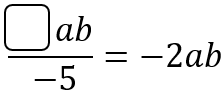 □ab / -5 = -2ab